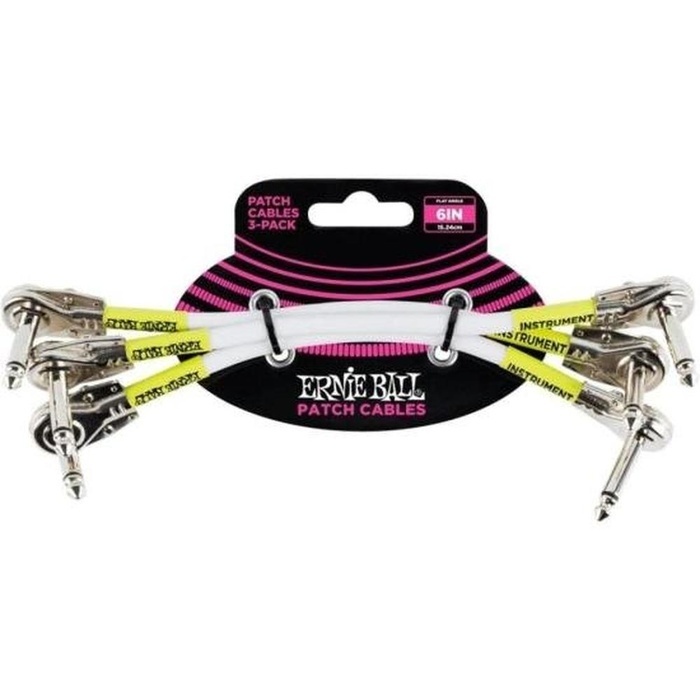 PATCH
CABLES
3-PACK
FLAT ANGLE
6IN
15.24cm
ERNIE BALL
ERNIE BALL
ERNIE BALL
INSTRUMENT
INSTRUMENT
INSTRUMENT
ERNIE BALL®
PATCH CABLES